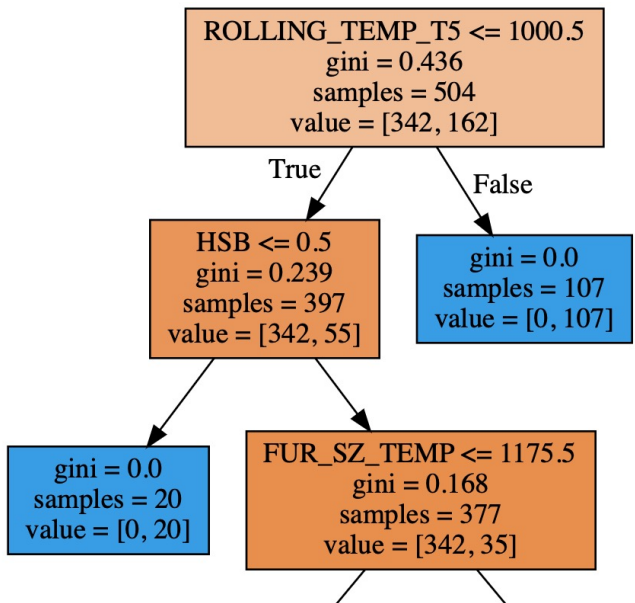 ROLLING_TEMP_T5 <= 1000.5
gini = 0.436
samples = 504
value = [342, 162]
True
False
HSB <= 0.5
gini = 0.239
samples = 397
value = [342, 55]
gini = 0.0
samples = 107
value = [0, 107]
gini = 0.0
samples = 20
value = [0, 20]
FUR_SZ_TEMP <= 1175.5
gini = 0.168
samples = 377
value = [342, 35]